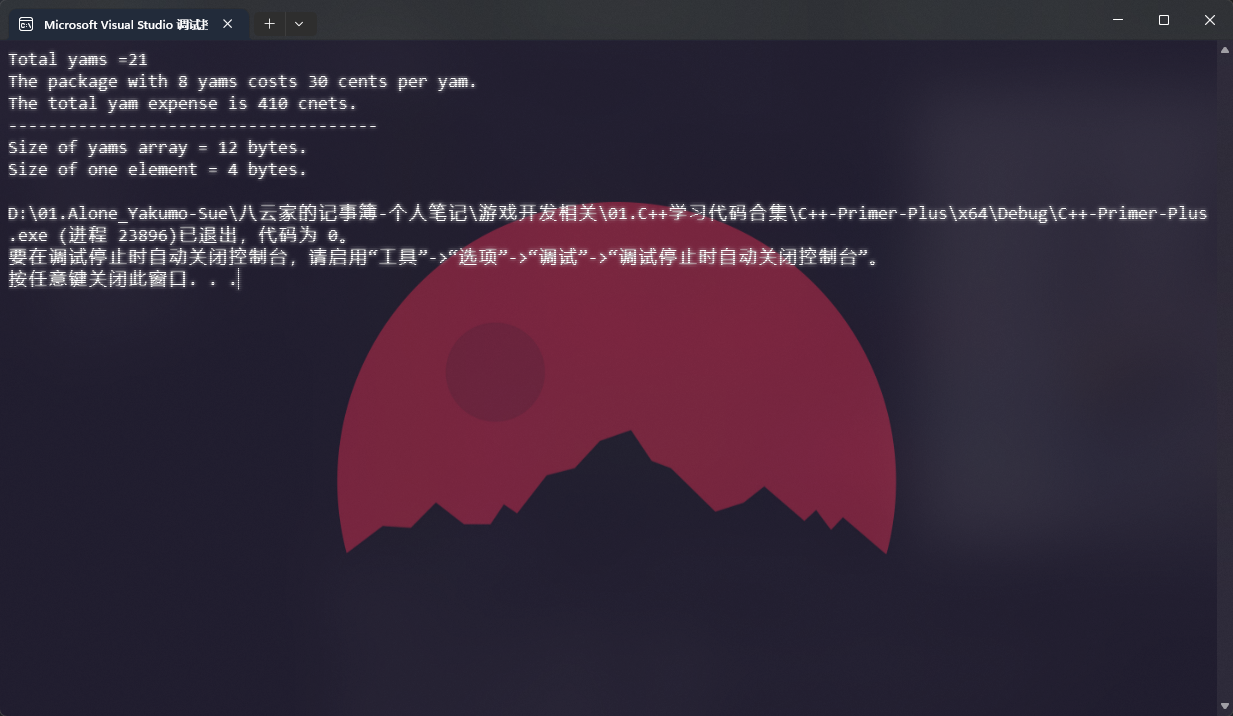 Microsoft Visual Studio 调试
Total yams =21
The package with 8 yams costs 30 cents per yam.
The total yam expense is 410 cnets.
-------------------------------------
Size of yams array = 12 bytes.
Size of one element = 4 bytes.
D:\01.Alone_Yakumo-Sue\八云家的记事簿-个人笔记\游戏开发相关\01.C++学习代码合集\C++-Primer-Plus\x64\Debug\C++-Primer-Plus
.exe (进程 23896)已退出，代码为 0。
要在调试停止时自动关闭控制台，请启用“工具”->“选项”->“调试”->“调试停止时自动关闭控制台”。
按任意键关闭此窗口. . .